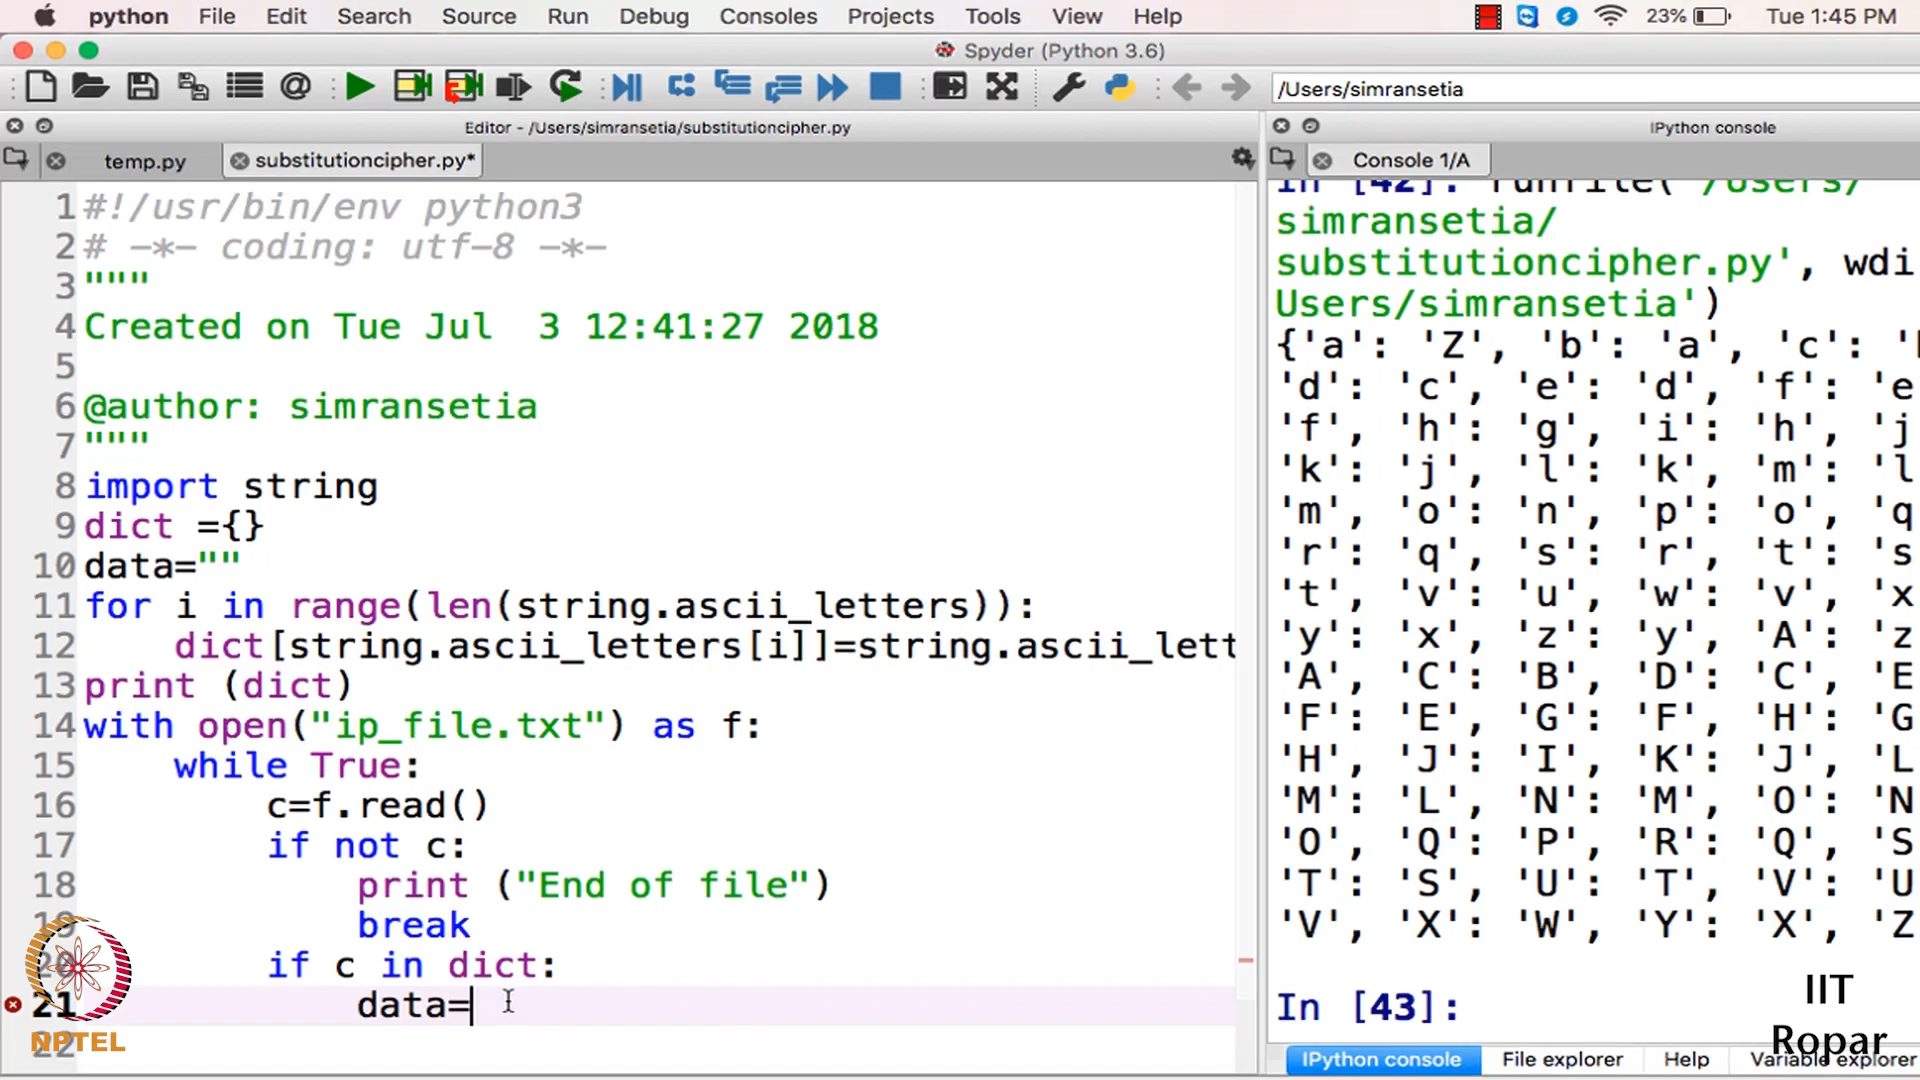 python File Edit Search Source Run Debug Consoles Projects Tools View Help 23% Tue 1:45 PM
Spyder (Python 3.6)
/Users/simransetia
Editor - /Users/simransetia/substitutioncipher.py
temp.py substitutioncipher.py*
1 #!/usr/bin/env python3
2 # -*- coding: utf-8 -*-
3 """
4 Created on Tue Jul  3 12:41:27 2018
5
6 @author: simransetia
7 """
8 import string
9 dict ={}
10 data=""
11 for i in range(len(string.ascii_letters)):
12 dict[string.ascii_letters[i]]=string.ascii_lett
13 print (dict)
14 with open("ip_file.txt") as f:
15 while True:
16 c=f.read()
17 if not c:
18 print ("End of file")
19 break
20 if c in dict:
21 data=
22
NPTEL
IPython console
Console 1/A
In [42]: runfile('/Users/
simransetia/
substitutioncipher.py', wdi
Users/simransetia')
{'a': 'Z', 'b': 'a', 'c': '
'd': 'c', 'e': 'd', 'f': 'e
'f', 'h': 'g', 'i': 'h', 'j
'k': 'j', 'l': 'k', 'm': 'l
'm', 'o': 'n', 'p': 'o', 'q
'r': 'q', 's': 'r', 't': 's
't', 'v': 'u', 'w': 'v', 'x
'y': 'x', 'z': 'y', 'A': 'z
'A', 'C': 'B', 'D': 'C', 'E
'F': 'E', 'G': 'F', 'H': 'G
'H', 'J': 'I', 'K': 'J', 'L
'M': 'L', 'N': 'M', 'O': 'N
'O', 'Q': 'P', 'R': 'Q', 'S
'T': 'S', 'U': 'T', 'V': 'U
'V', 'X': 'W', 'Y': 'X', 'Z
In [43]:
IIT
Ropar
IPython console File explorer Help Variable explorer